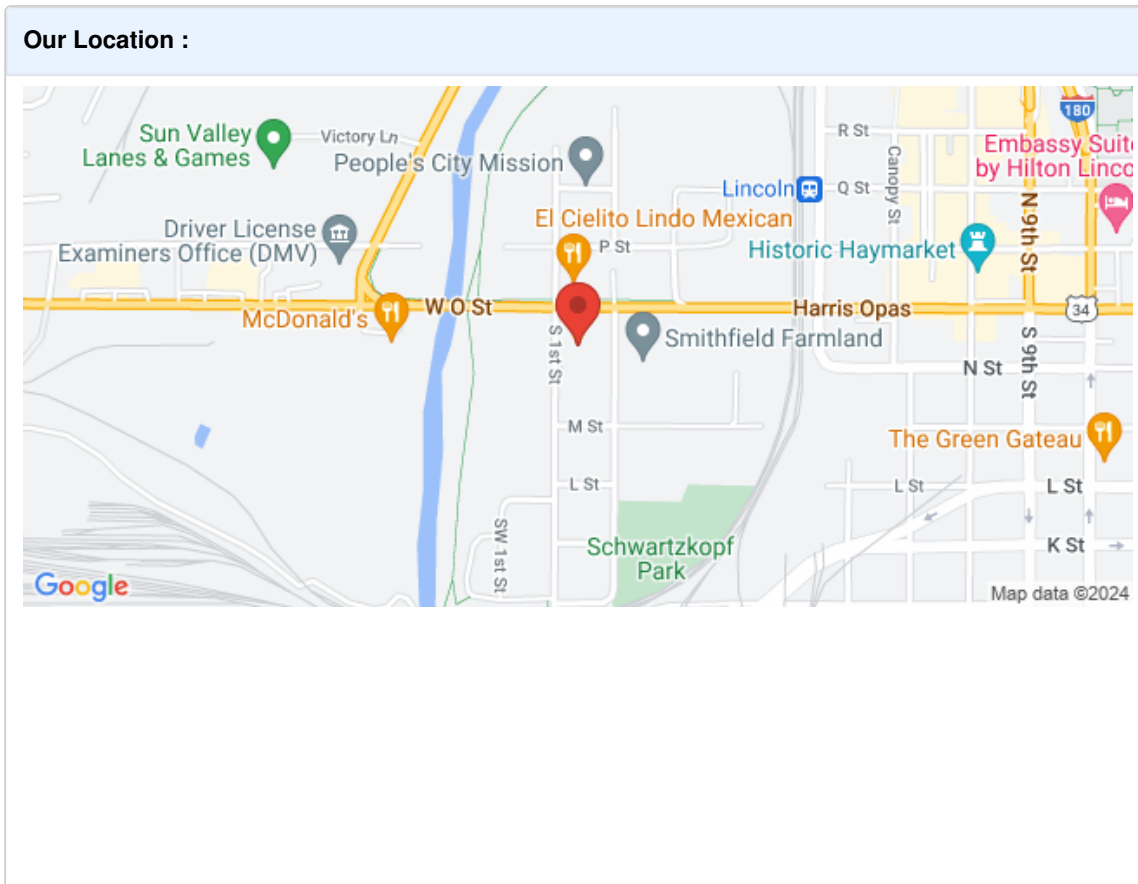 Our Location :
180
Sun Valley
Lanes & Games
Victory Ln
R St
People's City Mission
Embassy Suit
by Hilton Linco
Canopy St
Lincoln
Q St
El Cielito Lindo Mexican
N 9th St
Driver License
Examiners Office (DMV)
P St
Historic Haymarket
W O St
Harris Opas
34
McDonald's
Smithfield Farmland
S 1st St
S 9th St
N St
M St
The Green Gateau
L St
L St
L St
SW 1st St
K St
Schwartzkopf
Park
Google
Map data ©2024